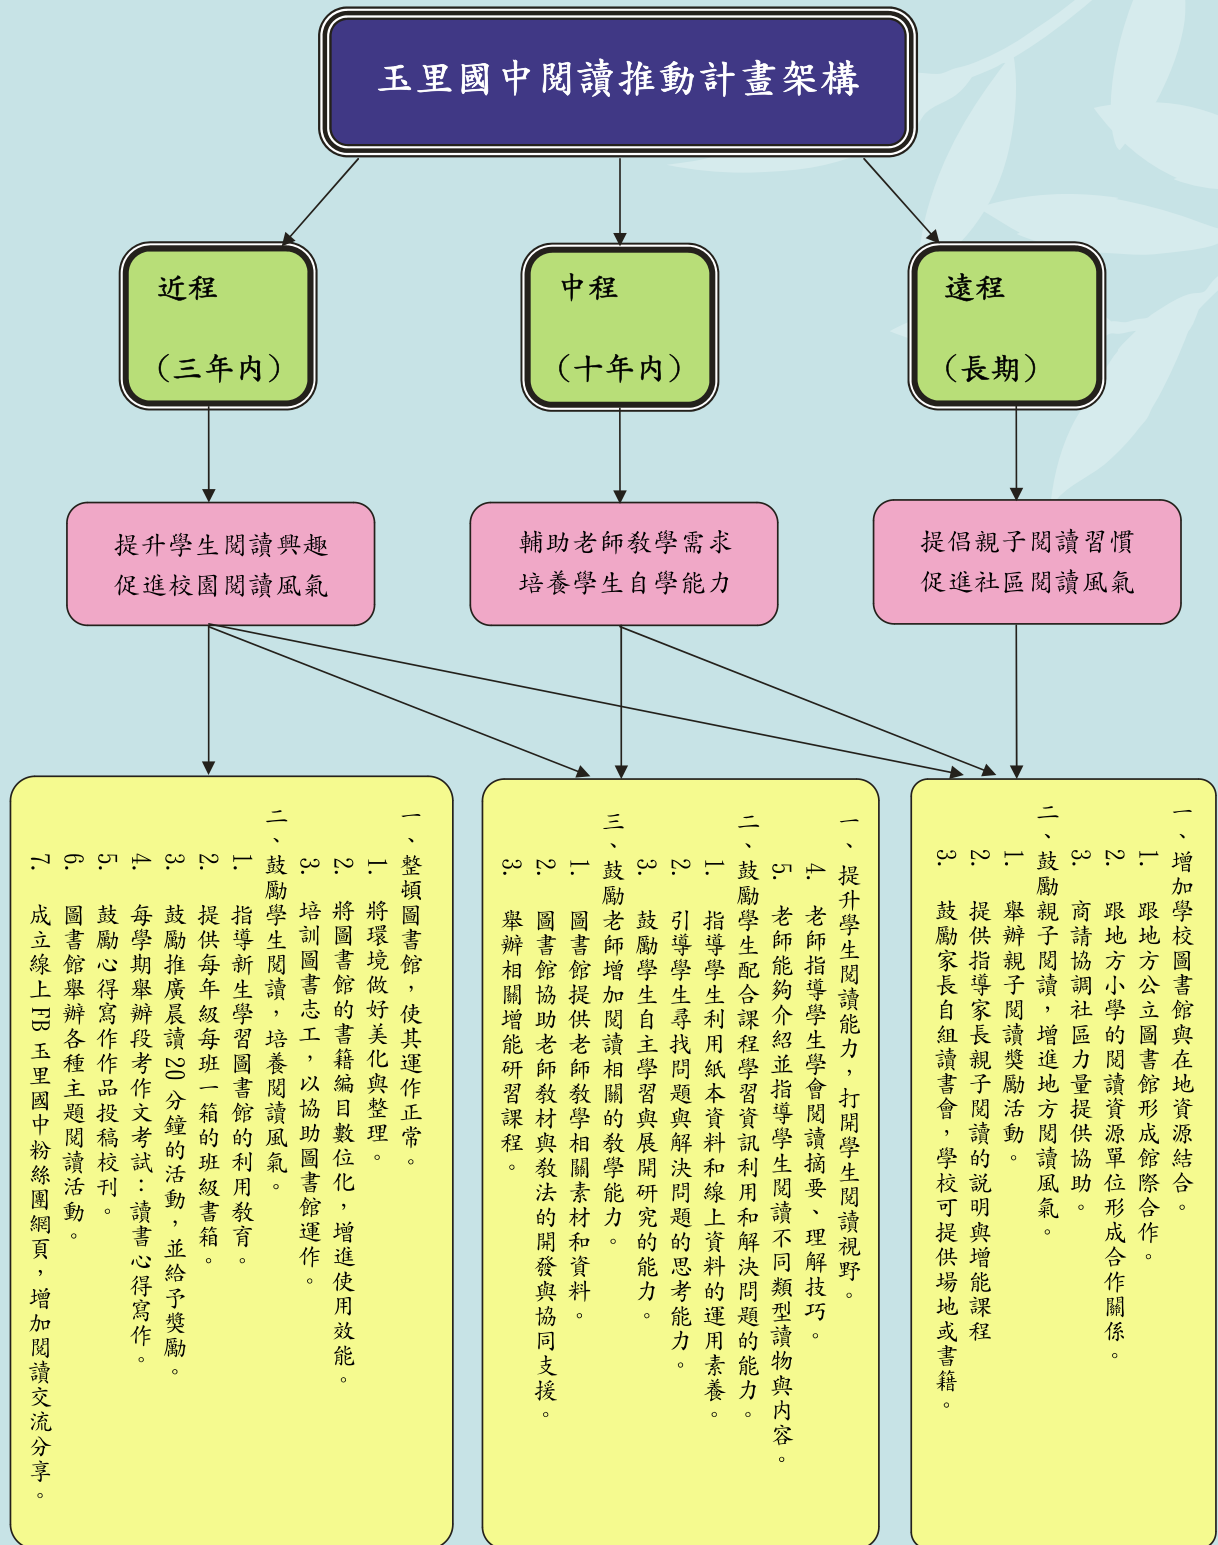 玉里國中閱讀推動計畫架構
近程
（三年內）
中程
（十年內）
遠程
（長期）
提升學生閱讀興趣
促進校園閱讀風氣
輔助老師教學需求
培養學生自學能力
提倡親子閱讀習慣
促進社區閱讀風氣
一、整頓圖書館，使其運作正常。
1. 將環境做好美化與整理。
2. 將圖書館的書籍編目數位化，增進使用效能。
3. 培訓圖書志工，以協助圖書館運作。
二、鼓勵學生閱讀，培養閱讀風氣。
1. 指導新生學習圖書館的利用教育。
2. 提供每年級每班一箱的班級書箱。
3. 鼓勵推廣晨讀 20 分鐘的活動，並給予獎勵。
4. 每學期舉辦段考作文考試：讀書心得寫作。
5. 鼓勵心得寫作作品投稿校刊。
6. 圖書館舉辦各種主題閱讀活動。
7. 成立線上 FB 玉里國中粉絲團網頁，增加閱讀交流分享。
一、提升學生閱讀能力，打開學生閱讀視野。
4. 老師指導學生學會閱讀摘要、理解技巧。
5. 老師能夠介紹並指導學生閱讀不同類型讀物與內容。
二、鼓勵學生配合課程學習資訊利用和解決問題的能力。
1. 指導學生利用紙本資料和線上資料的運用素養。
2. 引導學生尋找問題與解決問題的思考能力。
3. 鼓勵學生自主學習與展開研究的能力。
三、鼓勵老師增加閱讀相關的教學能力。
1. 圖書館提供老師教學相關素材和資料。
2. 圖書館協助老師教材與教法的開發與協同支援。
3. 舉辦相關增能研習課程。
一、增加學校圖書館與在地資源結合。
1. 跟地方公立圖書館形成館際合作。
2. 跟地方小學的閱讀資源單位形成合作關係。
3. 商請協調社區力量提供協助。
二、鼓勵親子閱讀，增進地方閱讀風氣。
1. 舉辦親子閱讀獎勵活動。
2. 提供指導家長親子閱讀的說明與增能課程
3. 鼓勵家長自組讀書會，學校可提供場地或書籍。